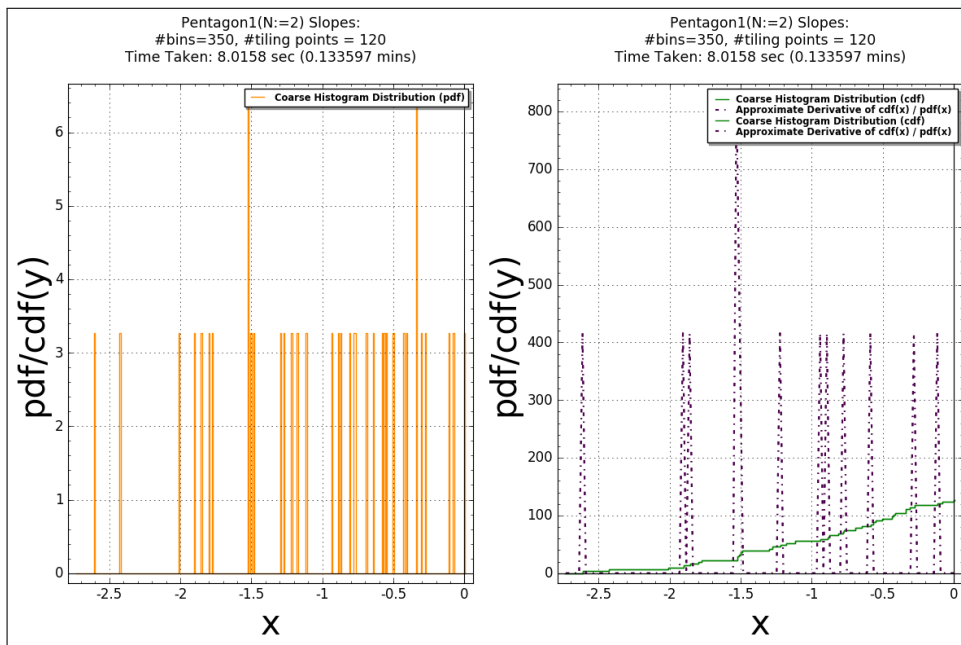 Pentagon1(N:=2) Slopes:
#bins=350, #tiling points = 120
Time Taken: 8.0158 sec (0.133597 mins)
Coarse Histogram Distribution (pdf)
6
5
4
3
2
1
0
pdf/cdf(y)
-2.5
-2
-1.5
-1
-0.5
0
x
Pentagon1(N:=2) Slopes:
#bins=350, #tiling points = 120
Time Taken: 8.0158 sec (0.133597 mins)
Coarse Histogram Distribution (cdf)
Approximate Derivative of cdf(x) / pdf(x)
Coarse Histogram Distribution (cdf)
Approximate Derivative of cdf(x) / pdf(x)
800
700
600
500
400
300
200
100
0
pdf/cdf(y)
-2.5
-2
-1.5
-1
-0.5
0
x